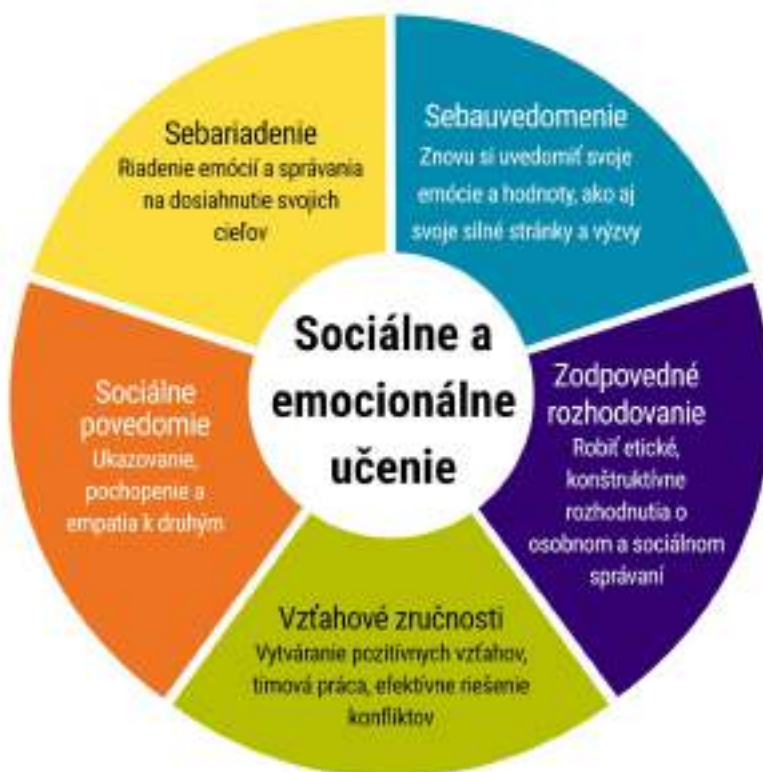 Sebariadenie
Riadenie emócií a správania
na dosiahnutie svojich
cieľov
Sebauvedomenie
Znovu si uvedomiť svoje
emócie a hodnoty, ako aj
svoje silné stránky a výzvy
Sociálne a
emocionálne
učenie
Sociálne
povedomie
Ukazovanie,
pochopenie a
empatia k druhým
Zodpovedné
rozhodovanie
Robiť etické,
konštruktívne
rozhodnutia o
osobnom a sociálnom
správaní
Vzťahové zručnosti
Vytváranie pozitívnych vzťahov,
tímová práca, efektívne riešenie
konfliktov